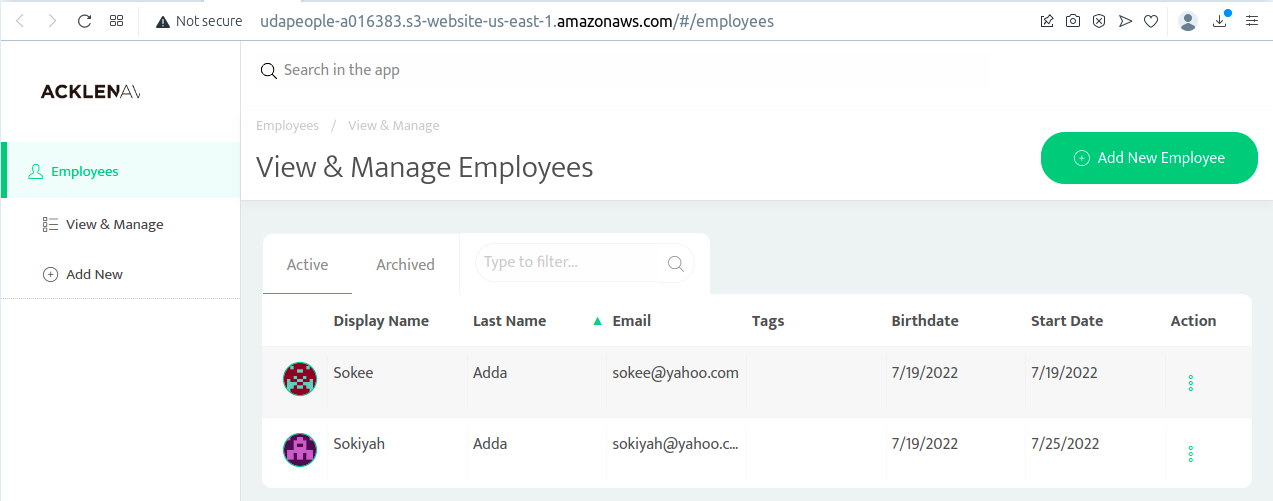 Not secure udapeople-a016383.s3-website-us-east-1.amazonaws.com/#/employees
ACKLENAV
Search in the app
Employees / View & Manage
View & Manage Employees
Add New Employee
Employees
View & Manage
Add New
Active Archived Type to filter...
Display Name Last Name Email Tags Birthdate Start Date Action
Sokee Adda sokee@yahoo.com 7/19/2022 7/19/2022
Sokiyah Adda sokiyah@yahoo.c... 7/19/2022 7/25/2022